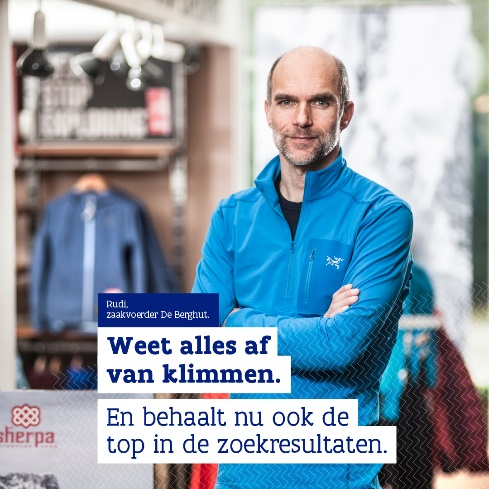 STOP
EXPLORING
Rudi,
zaakvoerder De Berghut.
Weet alles af
van klimmen.
En behaalt nu ook de
top in de zoekresultaten.
sherpa